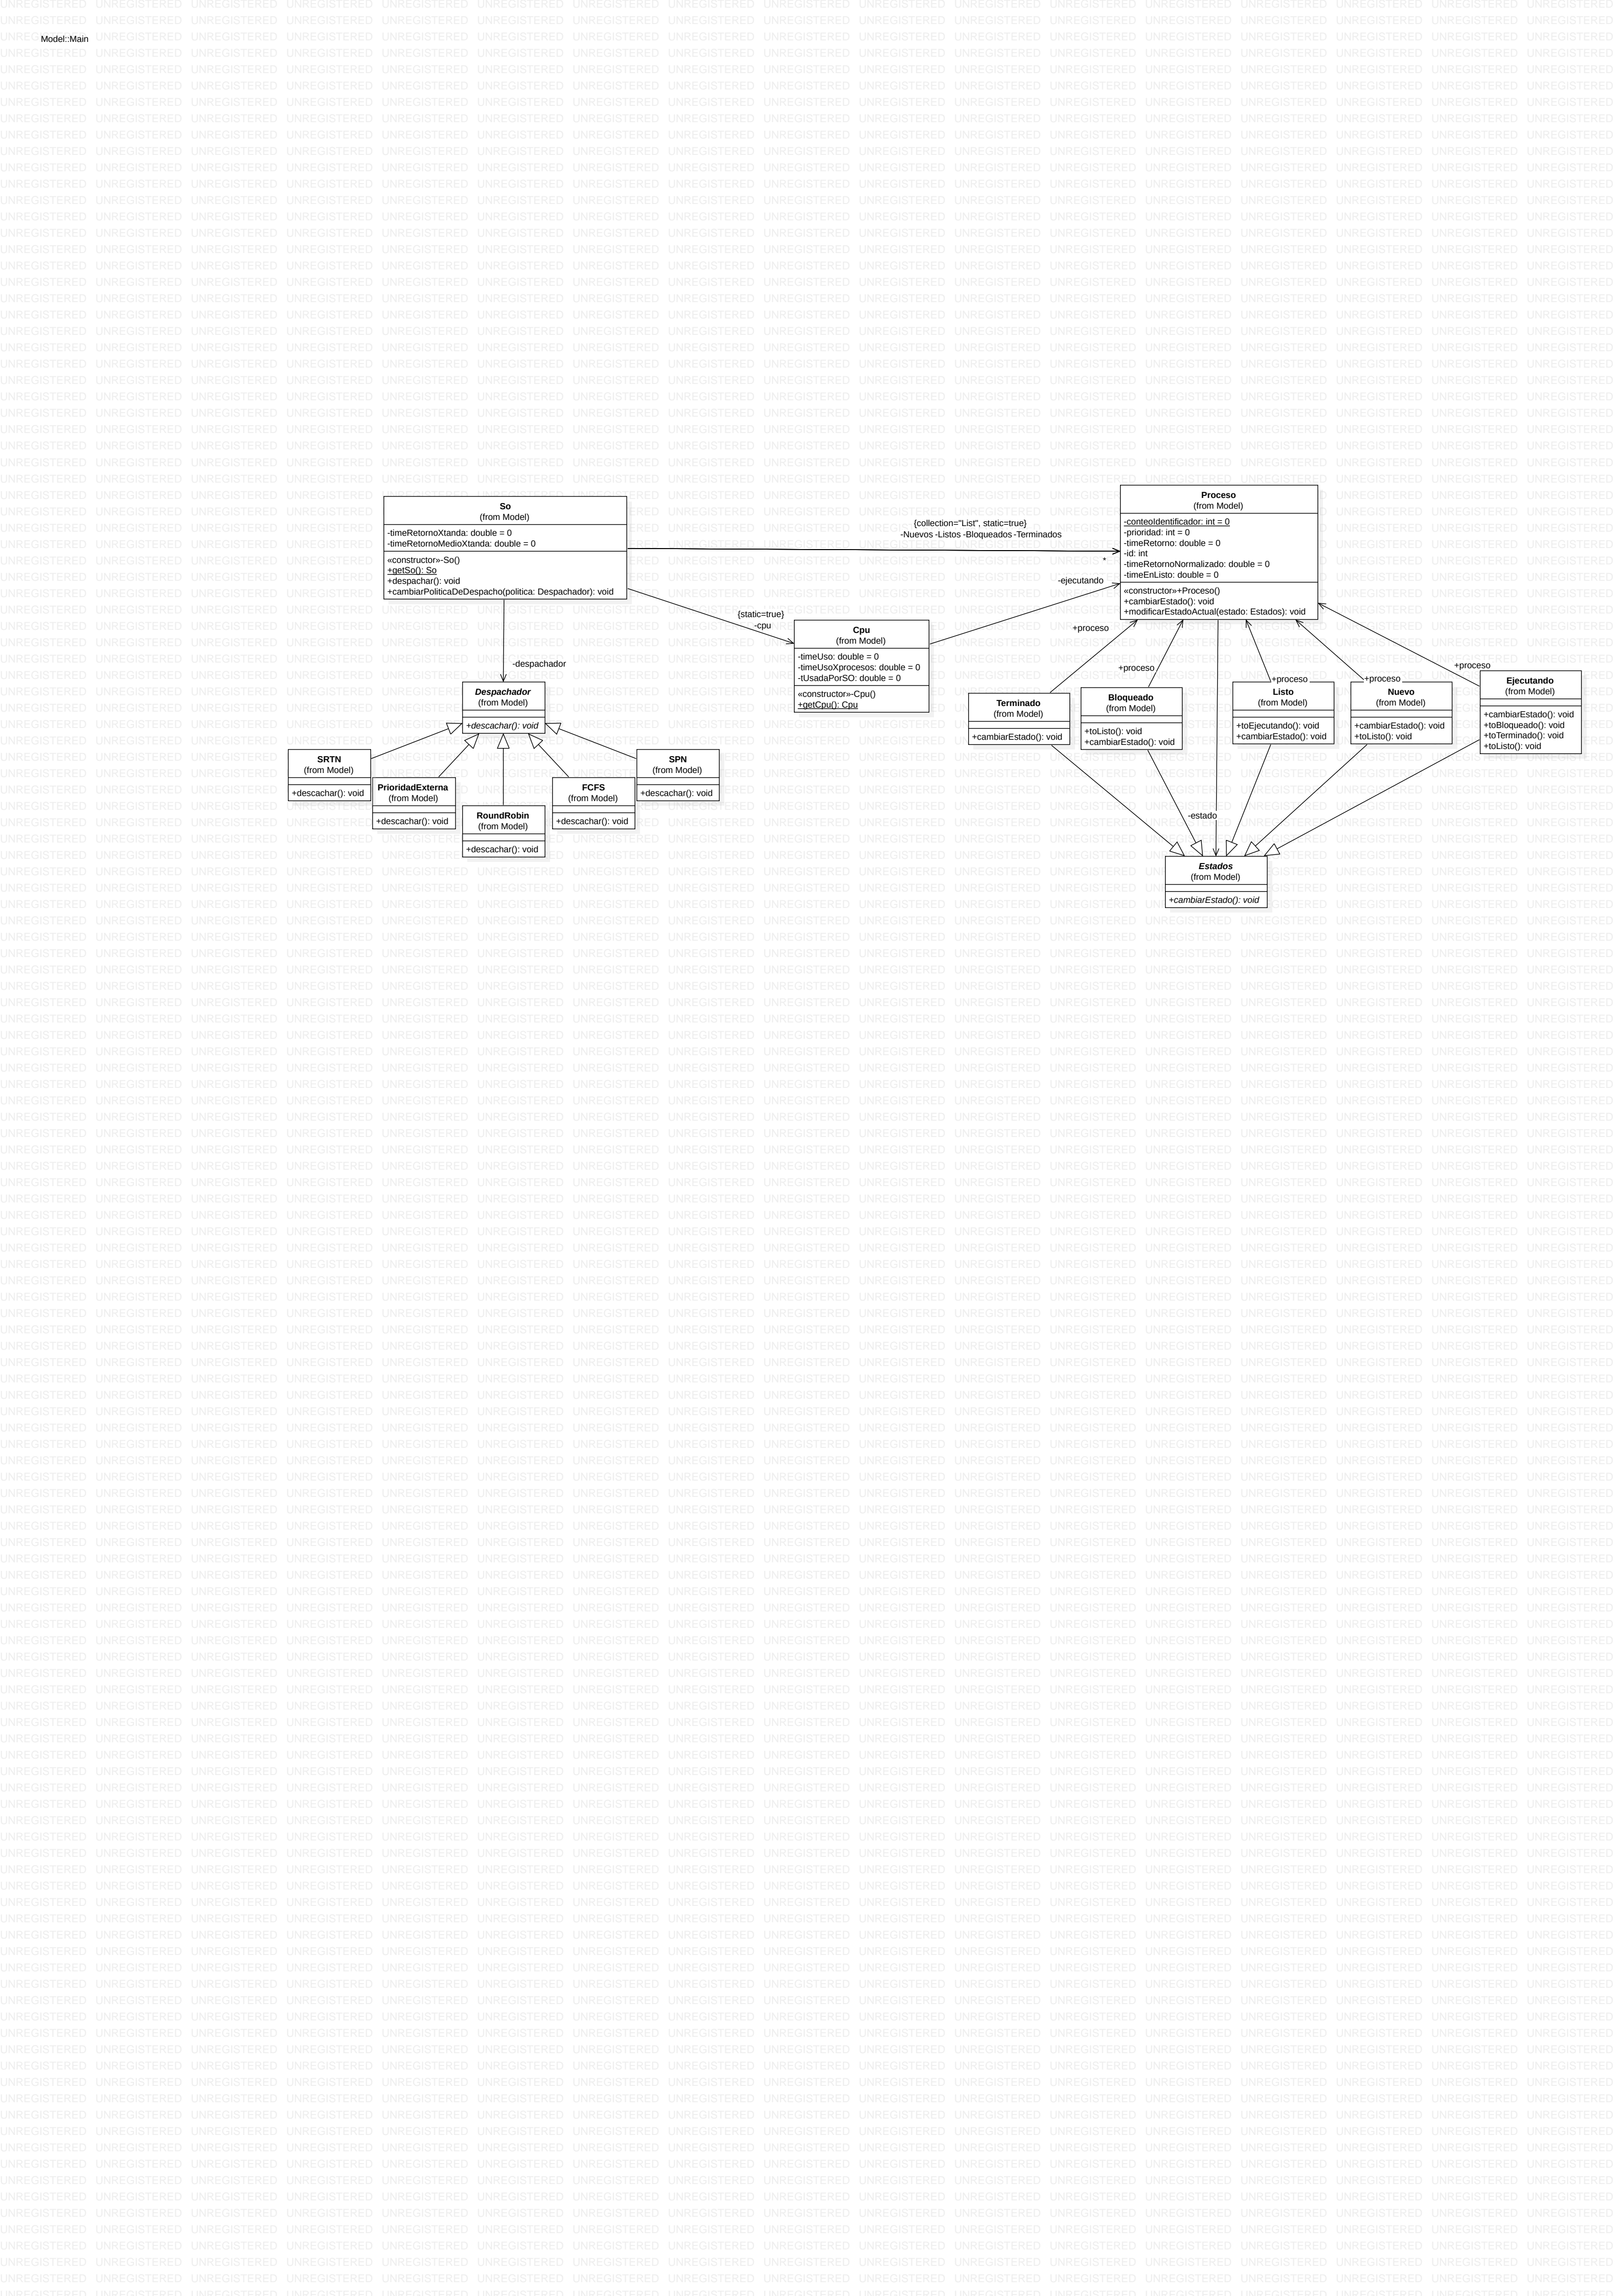 Model::Main
So
(from Model)
-timeRetornoXtanda: double = 0
-timeRetornoMedioXtanda: double = 0
«constructor»-So()
+getSo(): So
+despachar(): void
+cambiarPoliticaDeDespacho(politica: Despachador): void
{collection="List", static=true}
-Nuevos -Listos -Bloqueados -Terminados
*
Proceso
(from Model)
-conteoIdentificador: int = 0
-prioridad: int = 0
-timeRetorno: double = 0
-id: int
-timeRetornoNormalizado: double = 0
-timeEnListo: double = 0
«constructor»+Proceso()
+cambiarEstado(): void
+modificarEstadoActual(estado: Estados): void
-ejecutando
{static=true}
-cpu
Cpu
(from Model)
-timeUso: double = 0
-timeUsoXprocesos: double = 0
-tUsadaPorSO: double = 0
«constructor»-Cpu()
+getCpu(): Cpu
-despachador
Despachador
(from Model)
+descachar(): void
SRTN
(from Model)
+descachar(): void
PrioridadExterna
(from Model)
+descachar(): void
RoundRobin
(from Model)
+descachar(): void
FCFS
(from Model)
+descachar(): void
SPN
(from Model)
+descachar(): void
+proceso
+proceso
+proceso
+proceso
+proceso
Terminado
(from Model)
+cambiarEstado(): void
Bloqueado
(from Model)
+toListo(): void
+cambiarEstado(): void
Listo
(from Model)
+toEjecutando(): void
+cambiarEstado(): void
Nuevo
(from Model)
+cambiarEstado(): void
+toListo(): void
Ejecutando
(from Model)
+cambiarEstado(): void
+toBloqueado(): void
+toTerminado(): void
+toListo(): void
-estado
Estados
(from Model)
+cambiarEstado(): void
UNREGISTERED